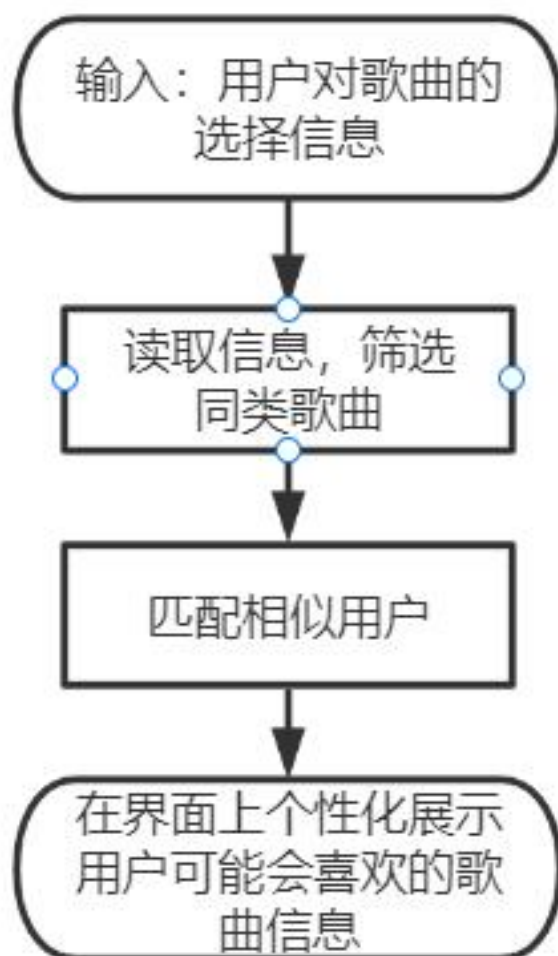 输入：用户对歌曲的
选择信息
读取信息，筛选
同类歌曲
匹配相似用户
在界面上个性化展示
用户可能会喜欢的歌
曲信息